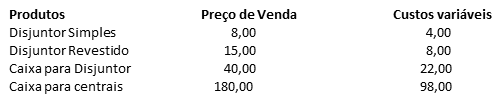 Produtos Preço de Venda Custos variáveis
Disjuntor Simples 8,00 4,00
Disjuntor Revestido 15,00 8,00
Caixa para Disjuntor 40,00 22,00
Caixa para centrais 180,00 98,00